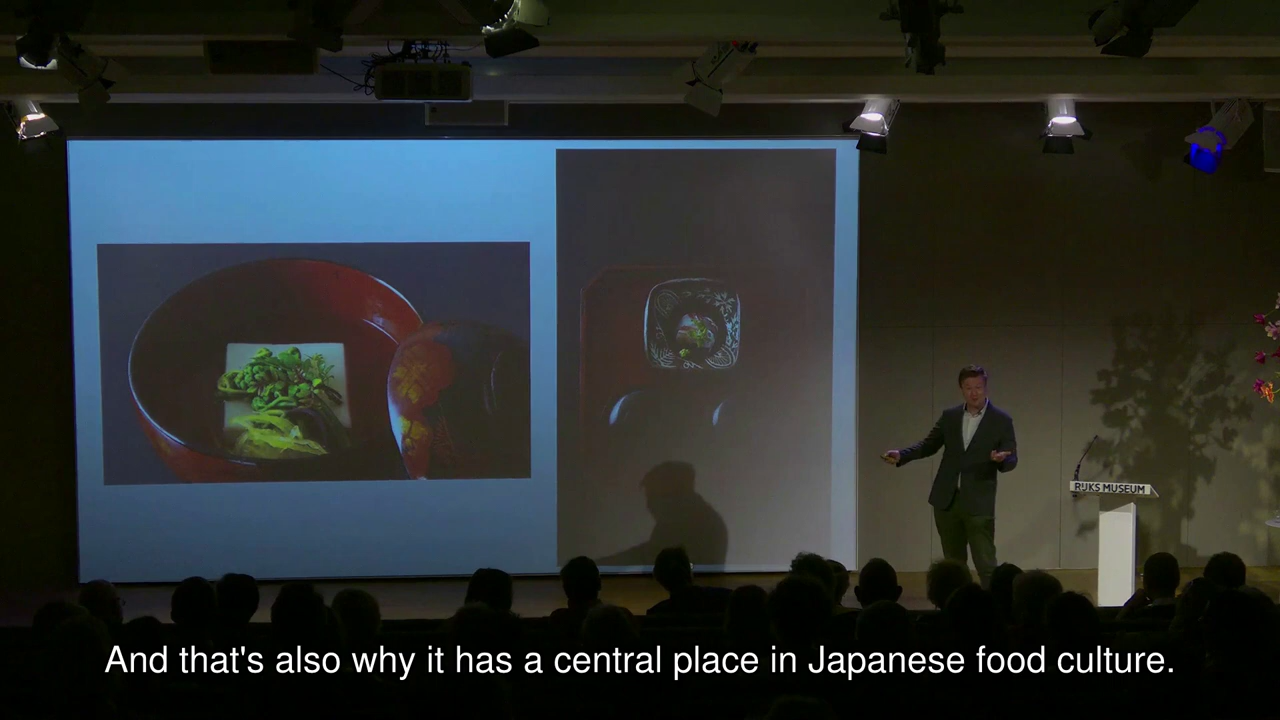 RIJKS MUSEUM
And that's also why it has a central place in Japanese food culture.